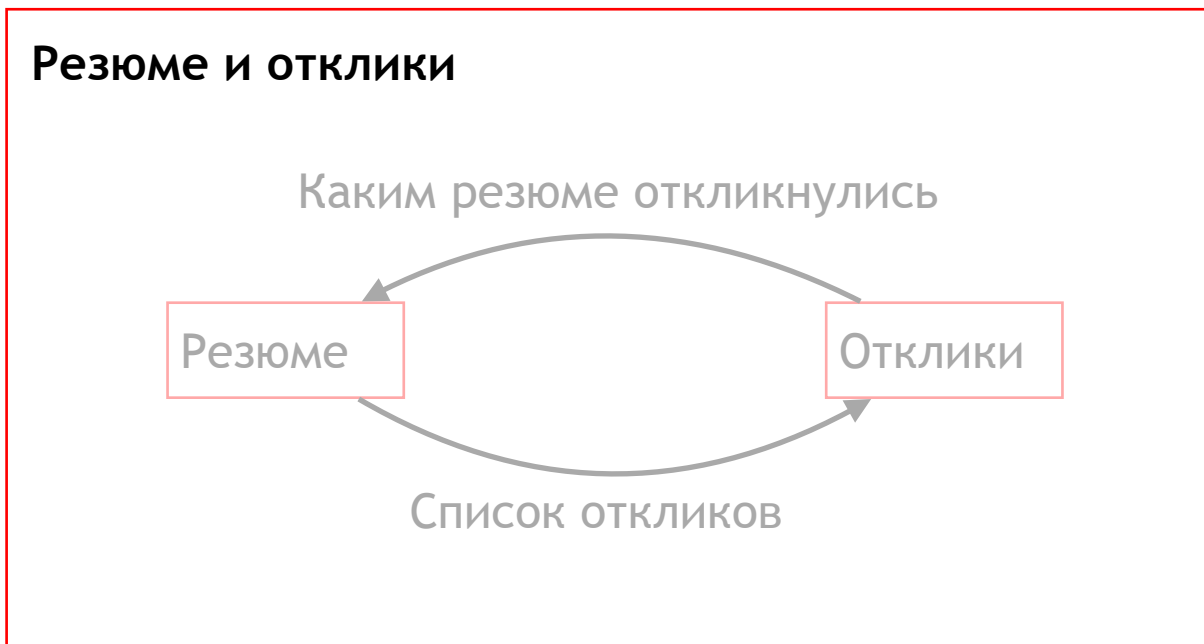 Резюме и отклики
Каким резюме откликнулись
Резюме
Отклики
Список откликов